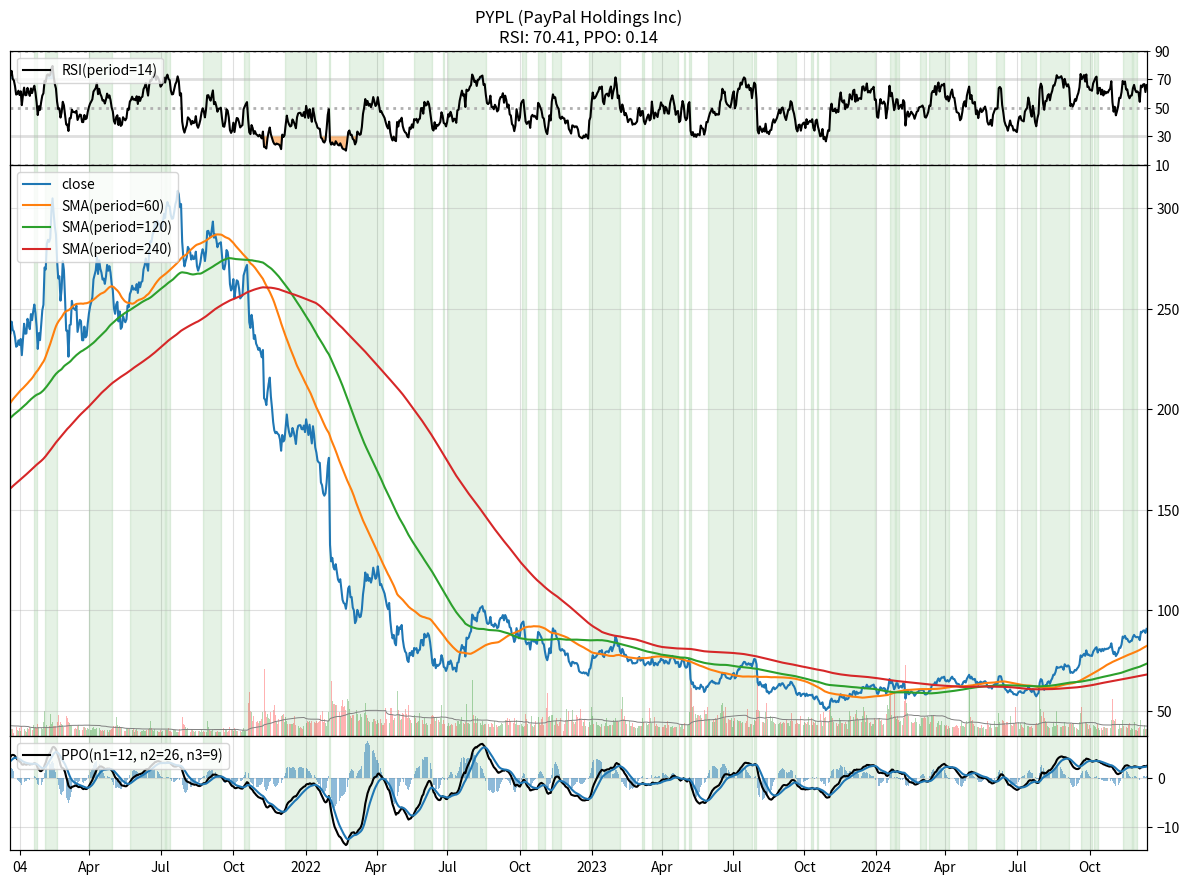 PYPL (PayPal Holdings Inc)
RSI: 70.41, PPO: 0.14
RSI(period=14)
90
70
50
30
10
close
SMA(period=60)
SMA(period=120)
SMA(period=240)
300
250
200
150
100
50
PPO(n1=12, n2=26, n3=9)
0
−10
04 Apr Jul Oct 2022 Apr Jul Oct 2023 Apr Jul Oct 2024 Apr Jul Oct